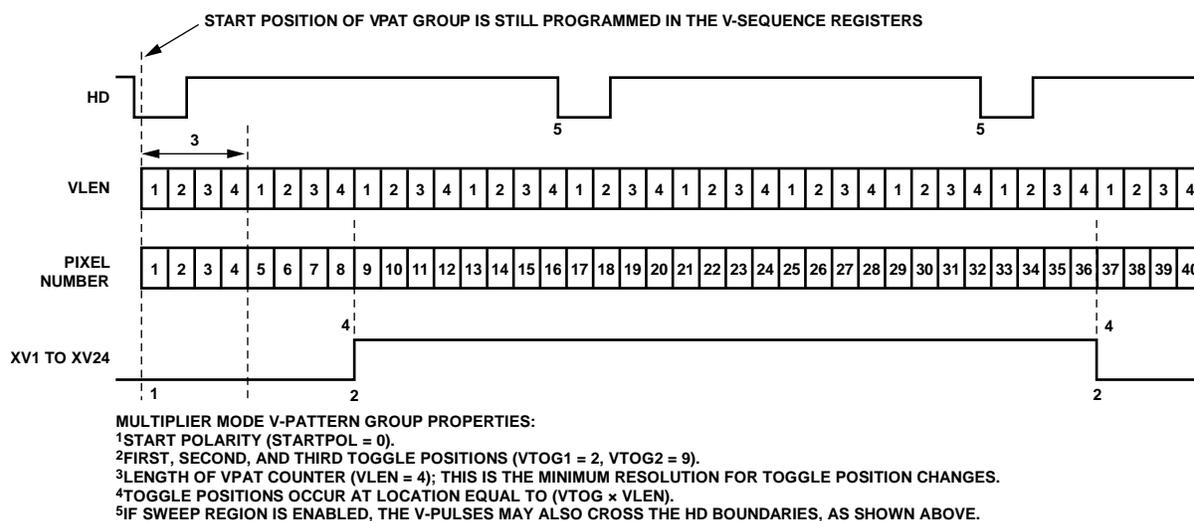 START POSITION OF VPAT GROUP IS STILL PROGRAMMED IN THE V-SEQUENCE REGISTERS
HD
5 5
3
VLEN 1 2 3 4 1 2 3 4 1 2 3 4 1 2 3 4 1 2 3 4 1 2 3 4 1 2 3 4 1 2 3 4 1 2 3 4 1 2 3 4
PIXEL
NUMBER
1 2 3 4 5 6 7 8 9 10 11 12 13 14 15 16 17 18 19 20 21 22 23 24 25 26 27 28 29 30 31 32 33 34 35 36 37 38 39 40
4 4
XV1 TO XV24
1 2 2
MULTIPLIER MODE V-PATTERN GROUP PROPERTIES:
1START POLARITY (STARTPOL = 0).
2FIRST, SECOND, AND THIRD TOGGLE POSITIONS (VTOG1 = 2, VTOG2 = 9).
3LENGTH OF VPAT COUNTER (VLEN = 4); THIS IS THE MINIMUM RESOLUTION FOR TOGGLE POSITION CHANGES.
4TOGGLE POSITIONS OCCUR AT LOCATION EQUAL TO (VTOG × VLEN).
5IF SWEEP REGION IS ENABLED, THE V-PULSES MAY ALSO CROSS THE HD BOUNDARIES, AS SHOWN ABOVE.